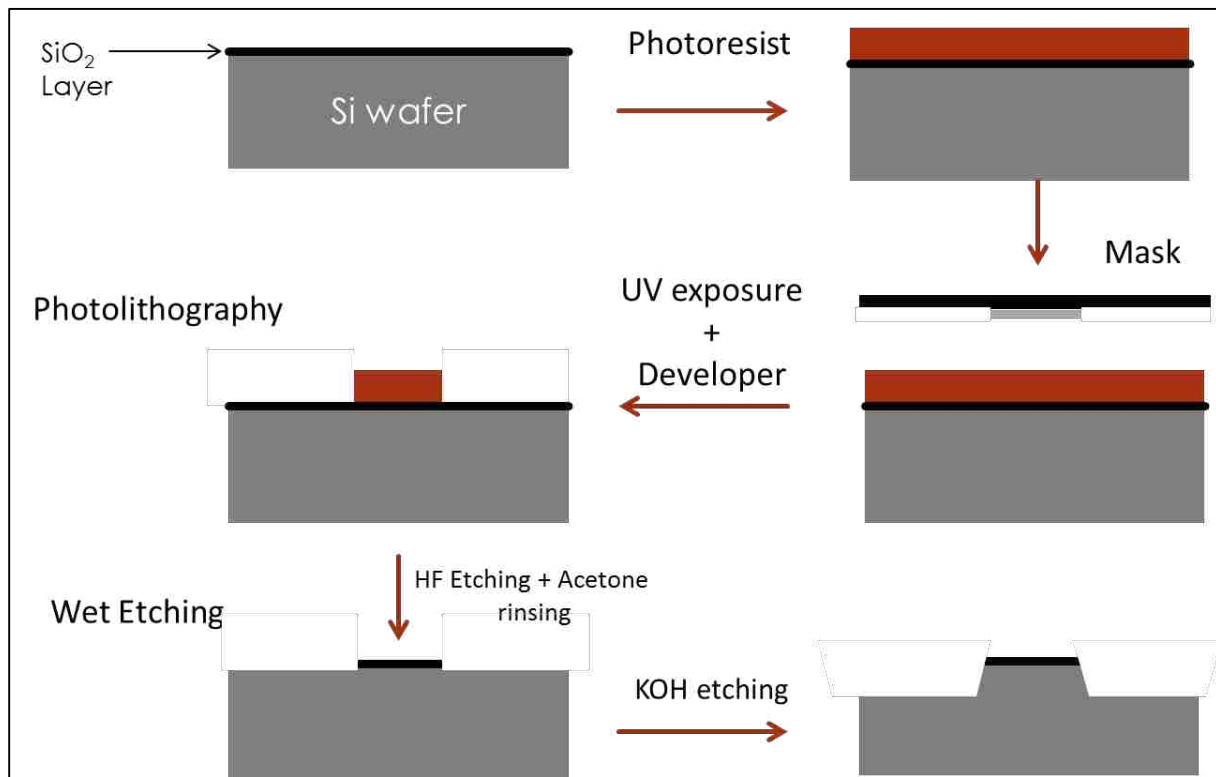 SiO₂
Layer
Si wafer
Photoresist
Mask
UV exposure
+
Developer
Photolithography
HF Etching + Acetone
rinsing
Wet Etching
KOH etching